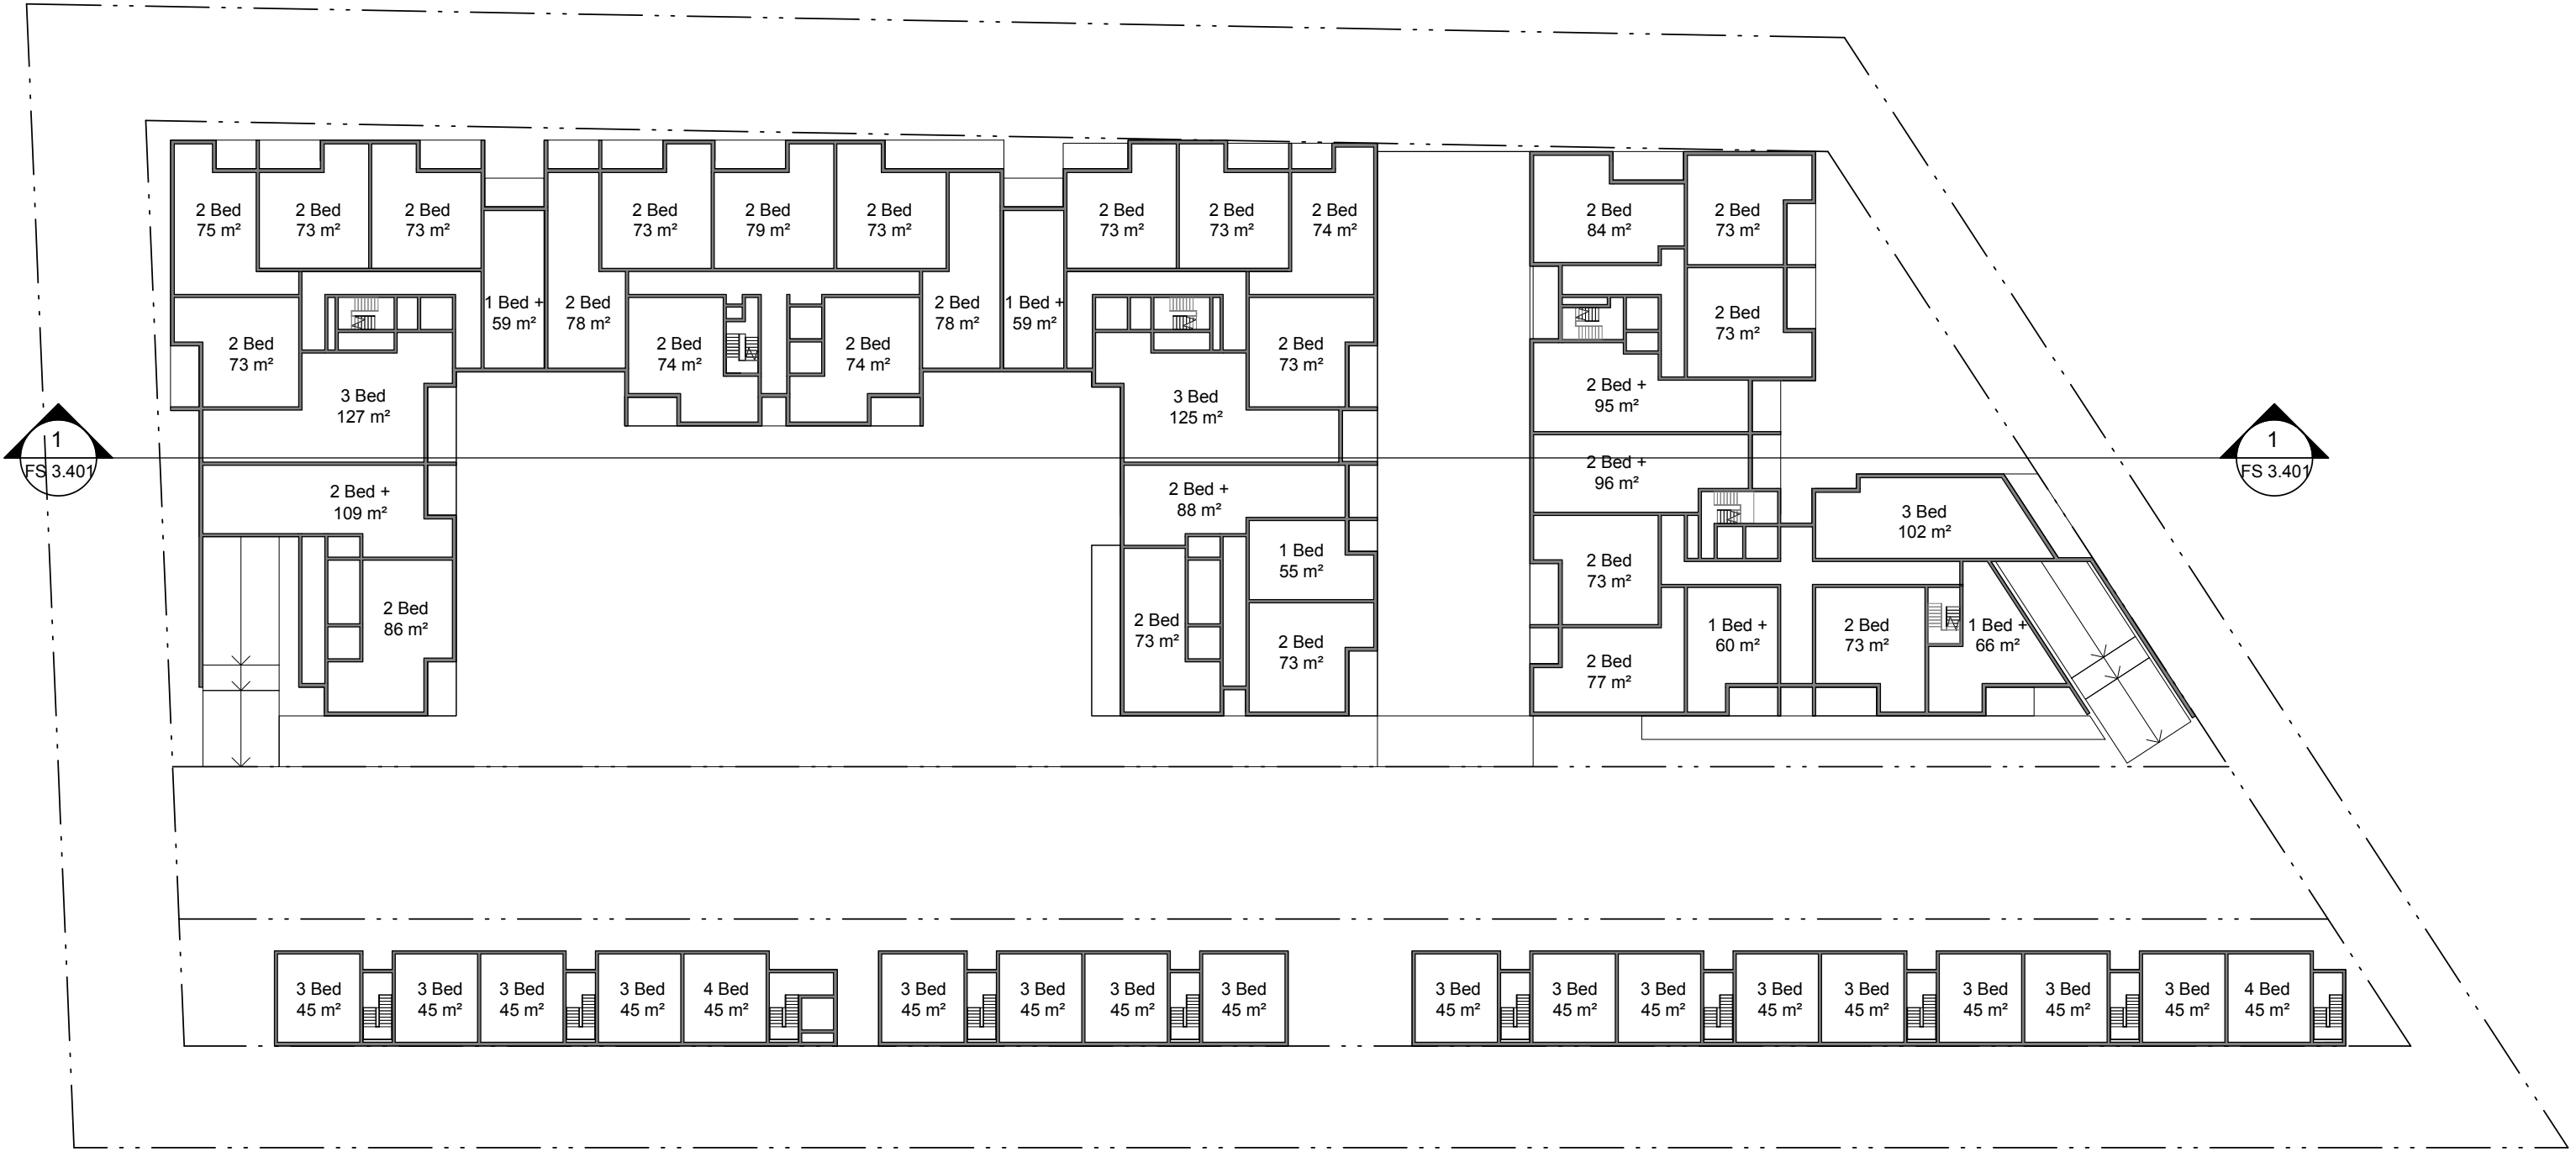 2 Bed
75 m²
2 Bed
73 m²
2 Bed
73 m²
2 Bed
73 m²
2 Bed
79 m²
2 Bed
73 m²
2 Bed
73 m²
2 Bed
73 m²
2 Bed
74 m²
2 Bed
84 m²
2 Bed
73 m²
1 Bed +
59 m²
2 Bed
78 m²
2 Bed
78 m²
1 Bed +
59 m²
2 Bed
73 m²
2 Bed
73 m²
2 Bed
74 m²
2 Bed
74 m²
2 Bed
73 m²
3 Bed
127 m²
3 Bed
125 m²
2 Bed +
95 m²
1
FS 3.401
1
FS 3.401
2 Bed +
96 m²
2 Bed +
109 m²
2 Bed +
88 m²
3 Bed
102 m²
1 Bed
55 m²
2 Bed
73 m²
2 Bed
86 m²
2 Bed
73 m²
2 Bed
73 m²
2 Bed
77 m²
1 Bed +
60 m²
2 Bed
73 m²
1 Bed +
66 m²
3 Bed
45 m²
3 Bed
45 m²
3 Bed
45 m²
3 Bed
45 m²
4 Bed
45 m²
3 Bed
45 m²
3 Bed
45 m²
3 Bed
45 m²
3 Bed
45 m²
3 Bed
45 m²
3 Bed
45 m²
3 Bed
45 m²
3 Bed
45 m²
3 Bed
45 m²
3 Bed
45 m²
3 Bed
45 m²
3 Bed
45 m²
4 Bed
45 m²